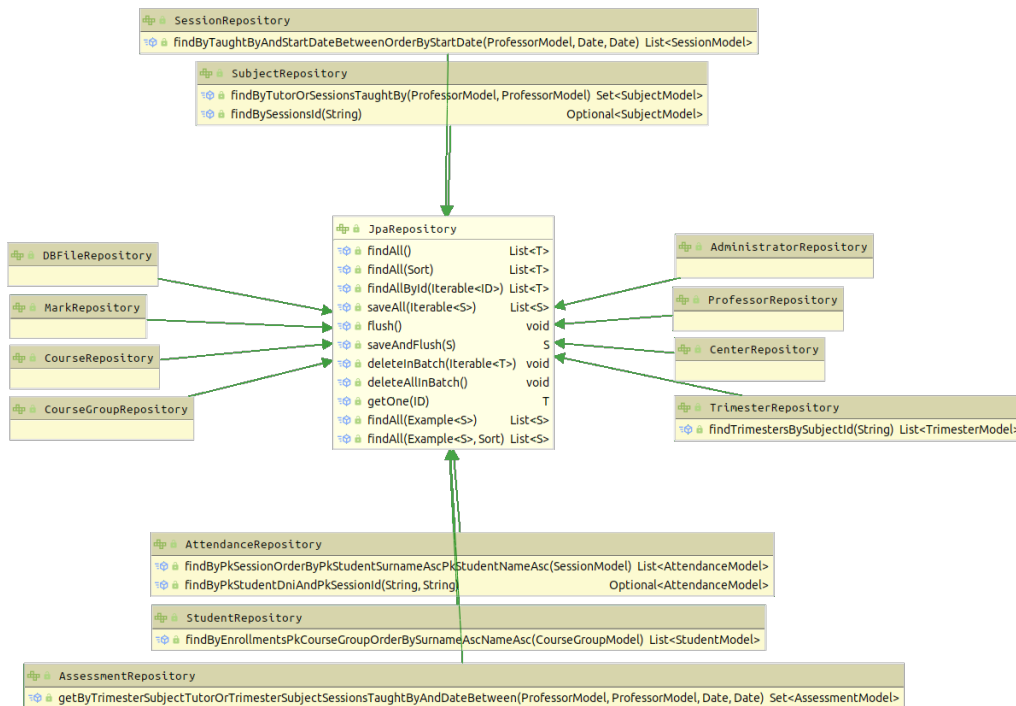 SessionRepository
findByTaughtByAndStartDateBetweenOrderByStartDate(ProfessorModel, Date, Date) List<SessionModel>
SubjectRepository
findByTutorOrSessionsTaughtBy(ProfessorModel, ProfessorModel) Set<SubjectModel>
findBySessionsId(String) Optional<SubjectModel>
DBFileRepository
MarkRepository
CourseRepository
CourseGroupRepository
JpaRepository
findAll() List<T>
findAll(Sort) List<T>
findAllById(Iterable<ID>) List<T>
saveAll(Iterable<S>) List<S>
flush() void
saveAndFlush(S) S
deleteInBatch(Iterable<T>) void
deleteAllInBatch() void
getOne(ID) T
findAll(Example<S>) List<S>
findAll(Example<S>, Sort) List<S>
AdministratorRepository
ProfessorRepository
CenterRepository
TrimesterRepository
findTrimestersBySubjectId(String) List<TrimesterModel>
AttendanceRepository
findByPkSessionOrderByPkStudentSurnameAscPkStudentNameAsc(SessionModel) List<AttendanceModel>
findByPkStudentDniAndPkSessionId(String, String) Optional<AttendanceModel>
StudentRepository
findByEnrollmentsPkCourseGroupOrderBySurnameAscNameAsc(CourseGroupModel) List<StudentModel>
AssessmentRepository
getByTrimesterSubjectTutorOrTrimesterSubjectSessionsTaughtByAndDateBetween(ProfessorModel, ProfessorModel, Date, Date) Set<AssessmentModel>